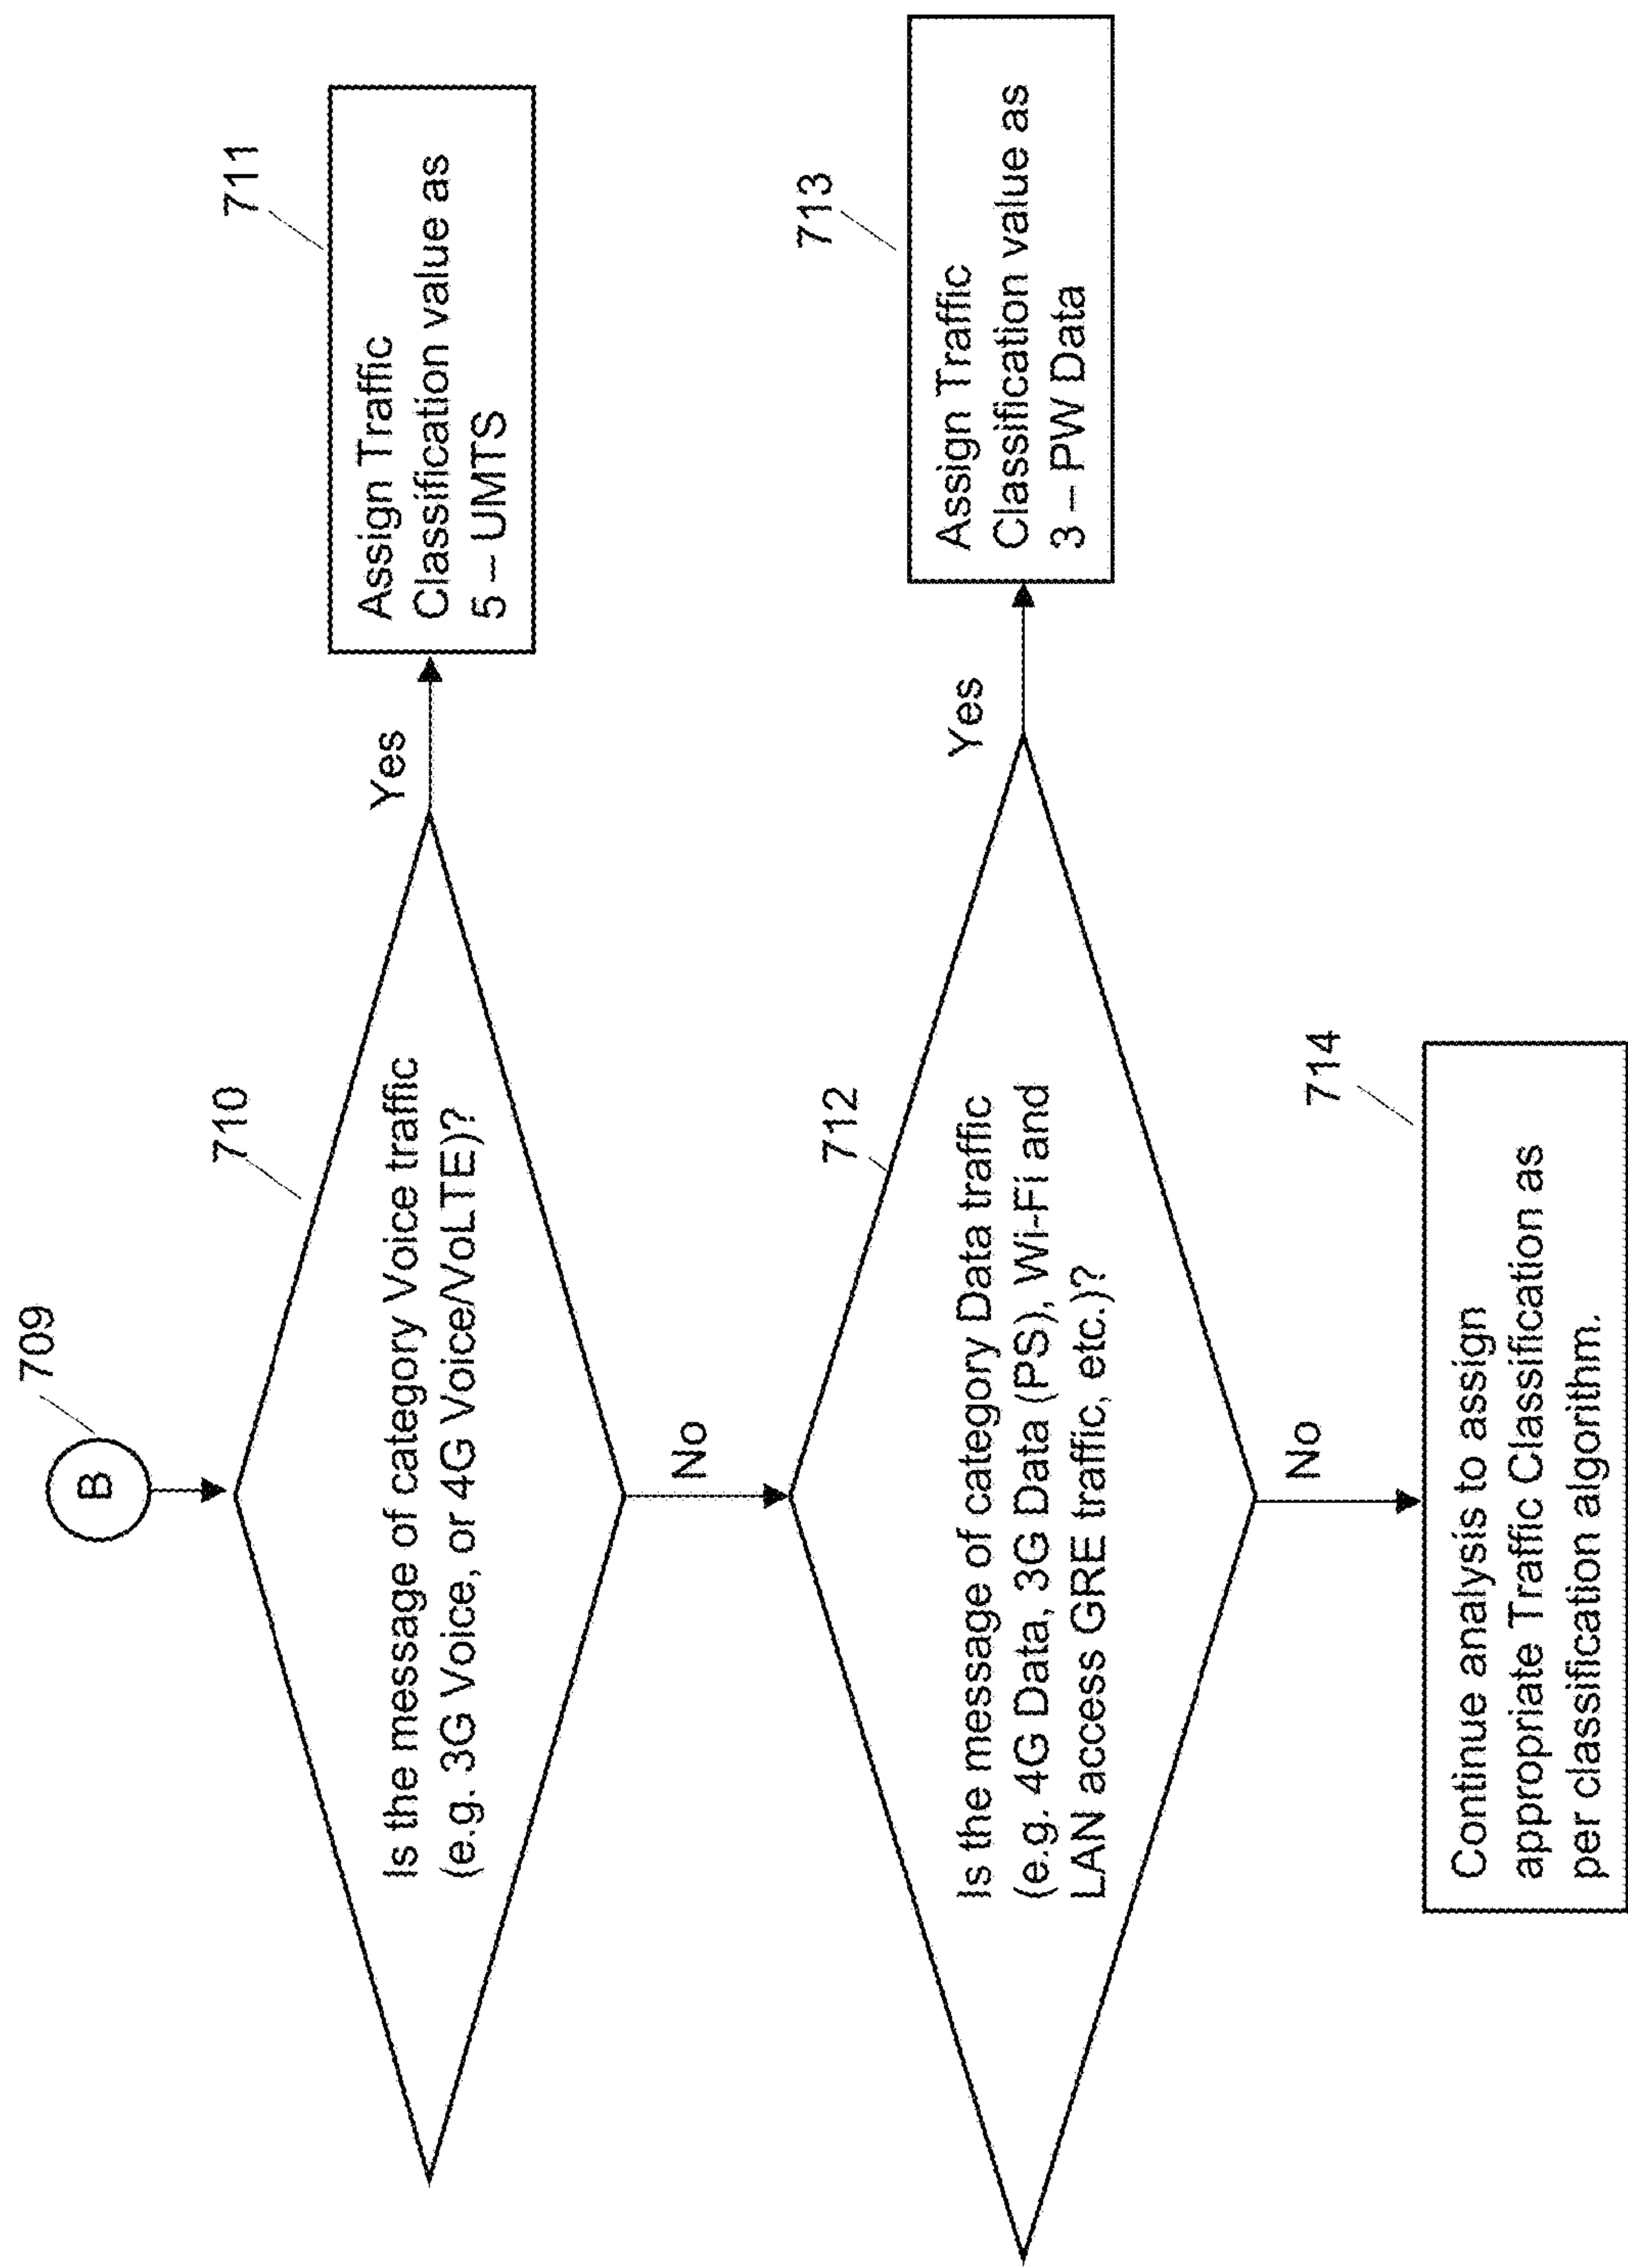 709
B
710
Is the message of category Voice traffic
(e.g. 3G Voice, or 4G Voice/VoLTE)?
Yes
711
Assign Traffic
Classification value as
5 – UMTS
No
712
Is the message of category Data traffic
(e.g. 4G Data, 3G Data (PS), Wi-Fi and
LAN access GRE traffic, etc.)?
Yes
713
Assign Traffic
Classification value as
3 – PW Data
No
714
Continue analysis to assign
appropriate Traffic Classification as
per classification algorithm.